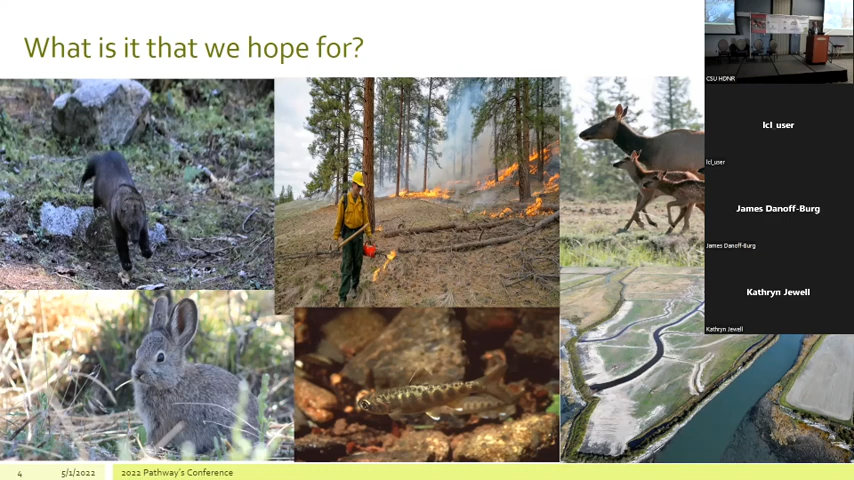 What is it that we hope for?
CSU HDNR
lcl_user
lcl_user
James Danoff-Burg
James Danoff-Burg
Kathryn Jewell
Kathryn Jewell
4 5/1/2022 2022 Pathway's Conference